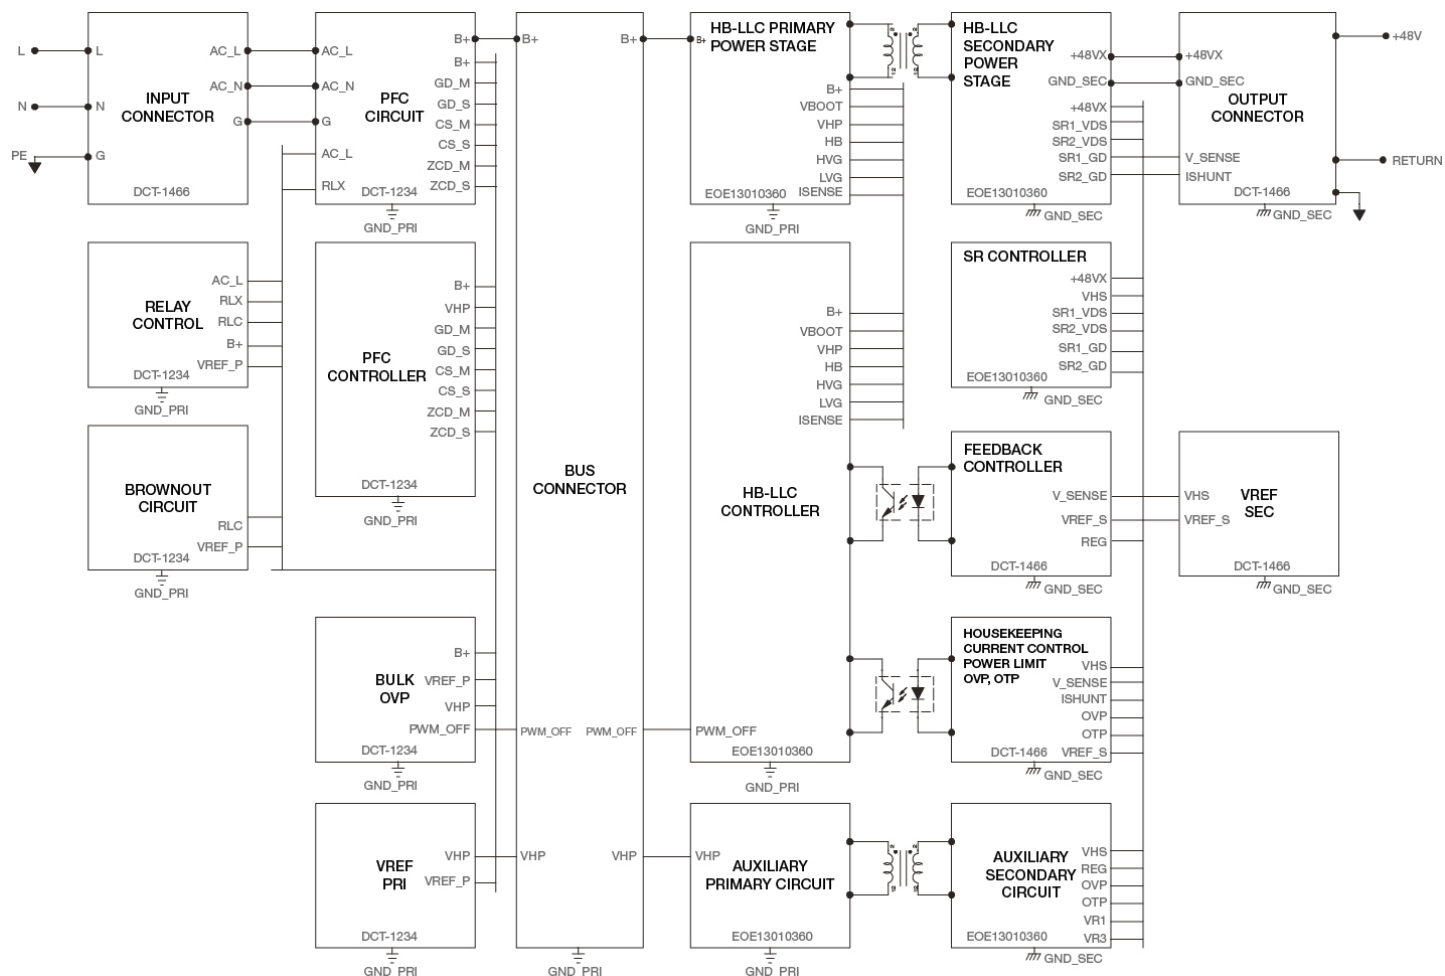 L
N
PE
L
N
G
AC_L
AC_N
G
INPUT
CONNECTOR
DCT-1466
AC_L
AC_N
G
AC_L
RLX
PFC
CIRCUIT
B+
B+
GD_M
GD_S
CS_M
CS_S
ZCD_M
ZCD_S
DCT-1234
GND_PRI
B+
B+
BUS
CONNECTOR
PWM_OFF
PWM_OFF
VHP
VHP
GND_PRI
HB-LLC PRIMARY
POWER STAGE
B+
B+
VBOOT
VHP
HB
HVG
LVG
ISENSE
EOE13010360
GND_PRI
HB-LLC
SECONDARY
POWER
STAGE
+48VX
GND_SEC
+48VX
SR1_VDS
SR2_VDS
SR1_GD
SR2_GD
EOE13010360
GND_SEC
+48VX
GND_SEC
OUTPUT
CONNECTOR
V_SENSE
ISHUNT
DCT-1466
GND_SEC
+48V
RETURN
RELAY
CONTROL
AC_L
RLX
RLC
B+
VREF_P
DCT-1234
GND_PRI
BROWNOUT
CIRCUIT
RLC
VREF_P
DCT-1234
GND_PRI
PFC
CONTROLLER
B+
VHP
GD_M
GD_S
CS_M
CS_S
ZCD_M
ZCD_S
DCT-1234
GND_PRI
HB-LLC
CONTROLLER
B+
VBOOT
VHP
HB
HVG
LVG
ISENSE
PWM_OFF
EOE13010360
GND_PRI
SR CONTROLLER
+48VX
VHS
SR1_VDS
SR2_VDS
SR1_GD
SR2_GD
EOE13010360
GND_SEC
FEEDBACK
CONTROLLER
V_SENSE
VREF_S
REG
DCT-1466
GND_SEC
VHS
VREF_S
VREF
SEC
DCT-1466
GND_SEC
BULK
OVP
B+
VREF_P
VHP
PWM_OFF
DCT-1234
GND_PRI
HOUSEKEEPING
CURRENT CONTROL
POWER LIMIT
OVP, OTP
VHS
V_SENSE
ISHUNT
OVP
OTP
VREF_S
DCT-1466
GND_SEC
VREF
PRI
VHP
VREF_P
DCT-1234
GND_PRI
VHP
AUXILIARY
PRIMARY CIRCUIT
EOE13010360
GND_PRI
AUXILIARY
SECONDARY
CIRCUIT
VHS
REG
OVP
OTP
VR1
VR3
EOE13010360
GND_SEC